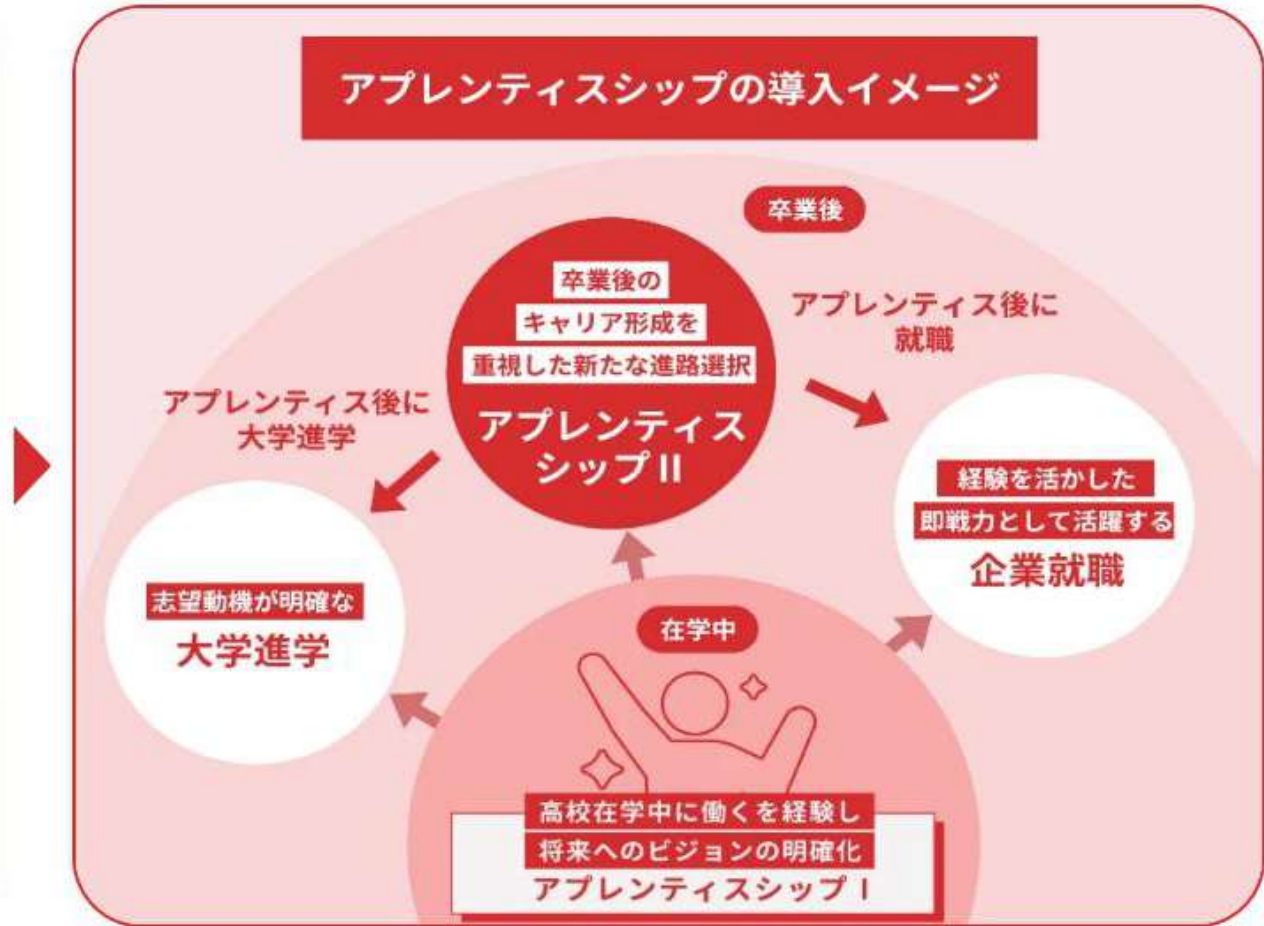 アプレンティスシップの導入イメージ
卒業後
卒業後の
キャリア形成を
重視した新たな進路選択
アプレンティス
シップⅡ
アプレンティス後に
就職
アプレンティス後に
大学進学
経験を活かした
即戦力として活躍する
企業就職
志望動機が明確な
大学進学
在学中
高校在学中に働くを経験し
将来へのビジョンの明確化
アプレンティスシップⅠ